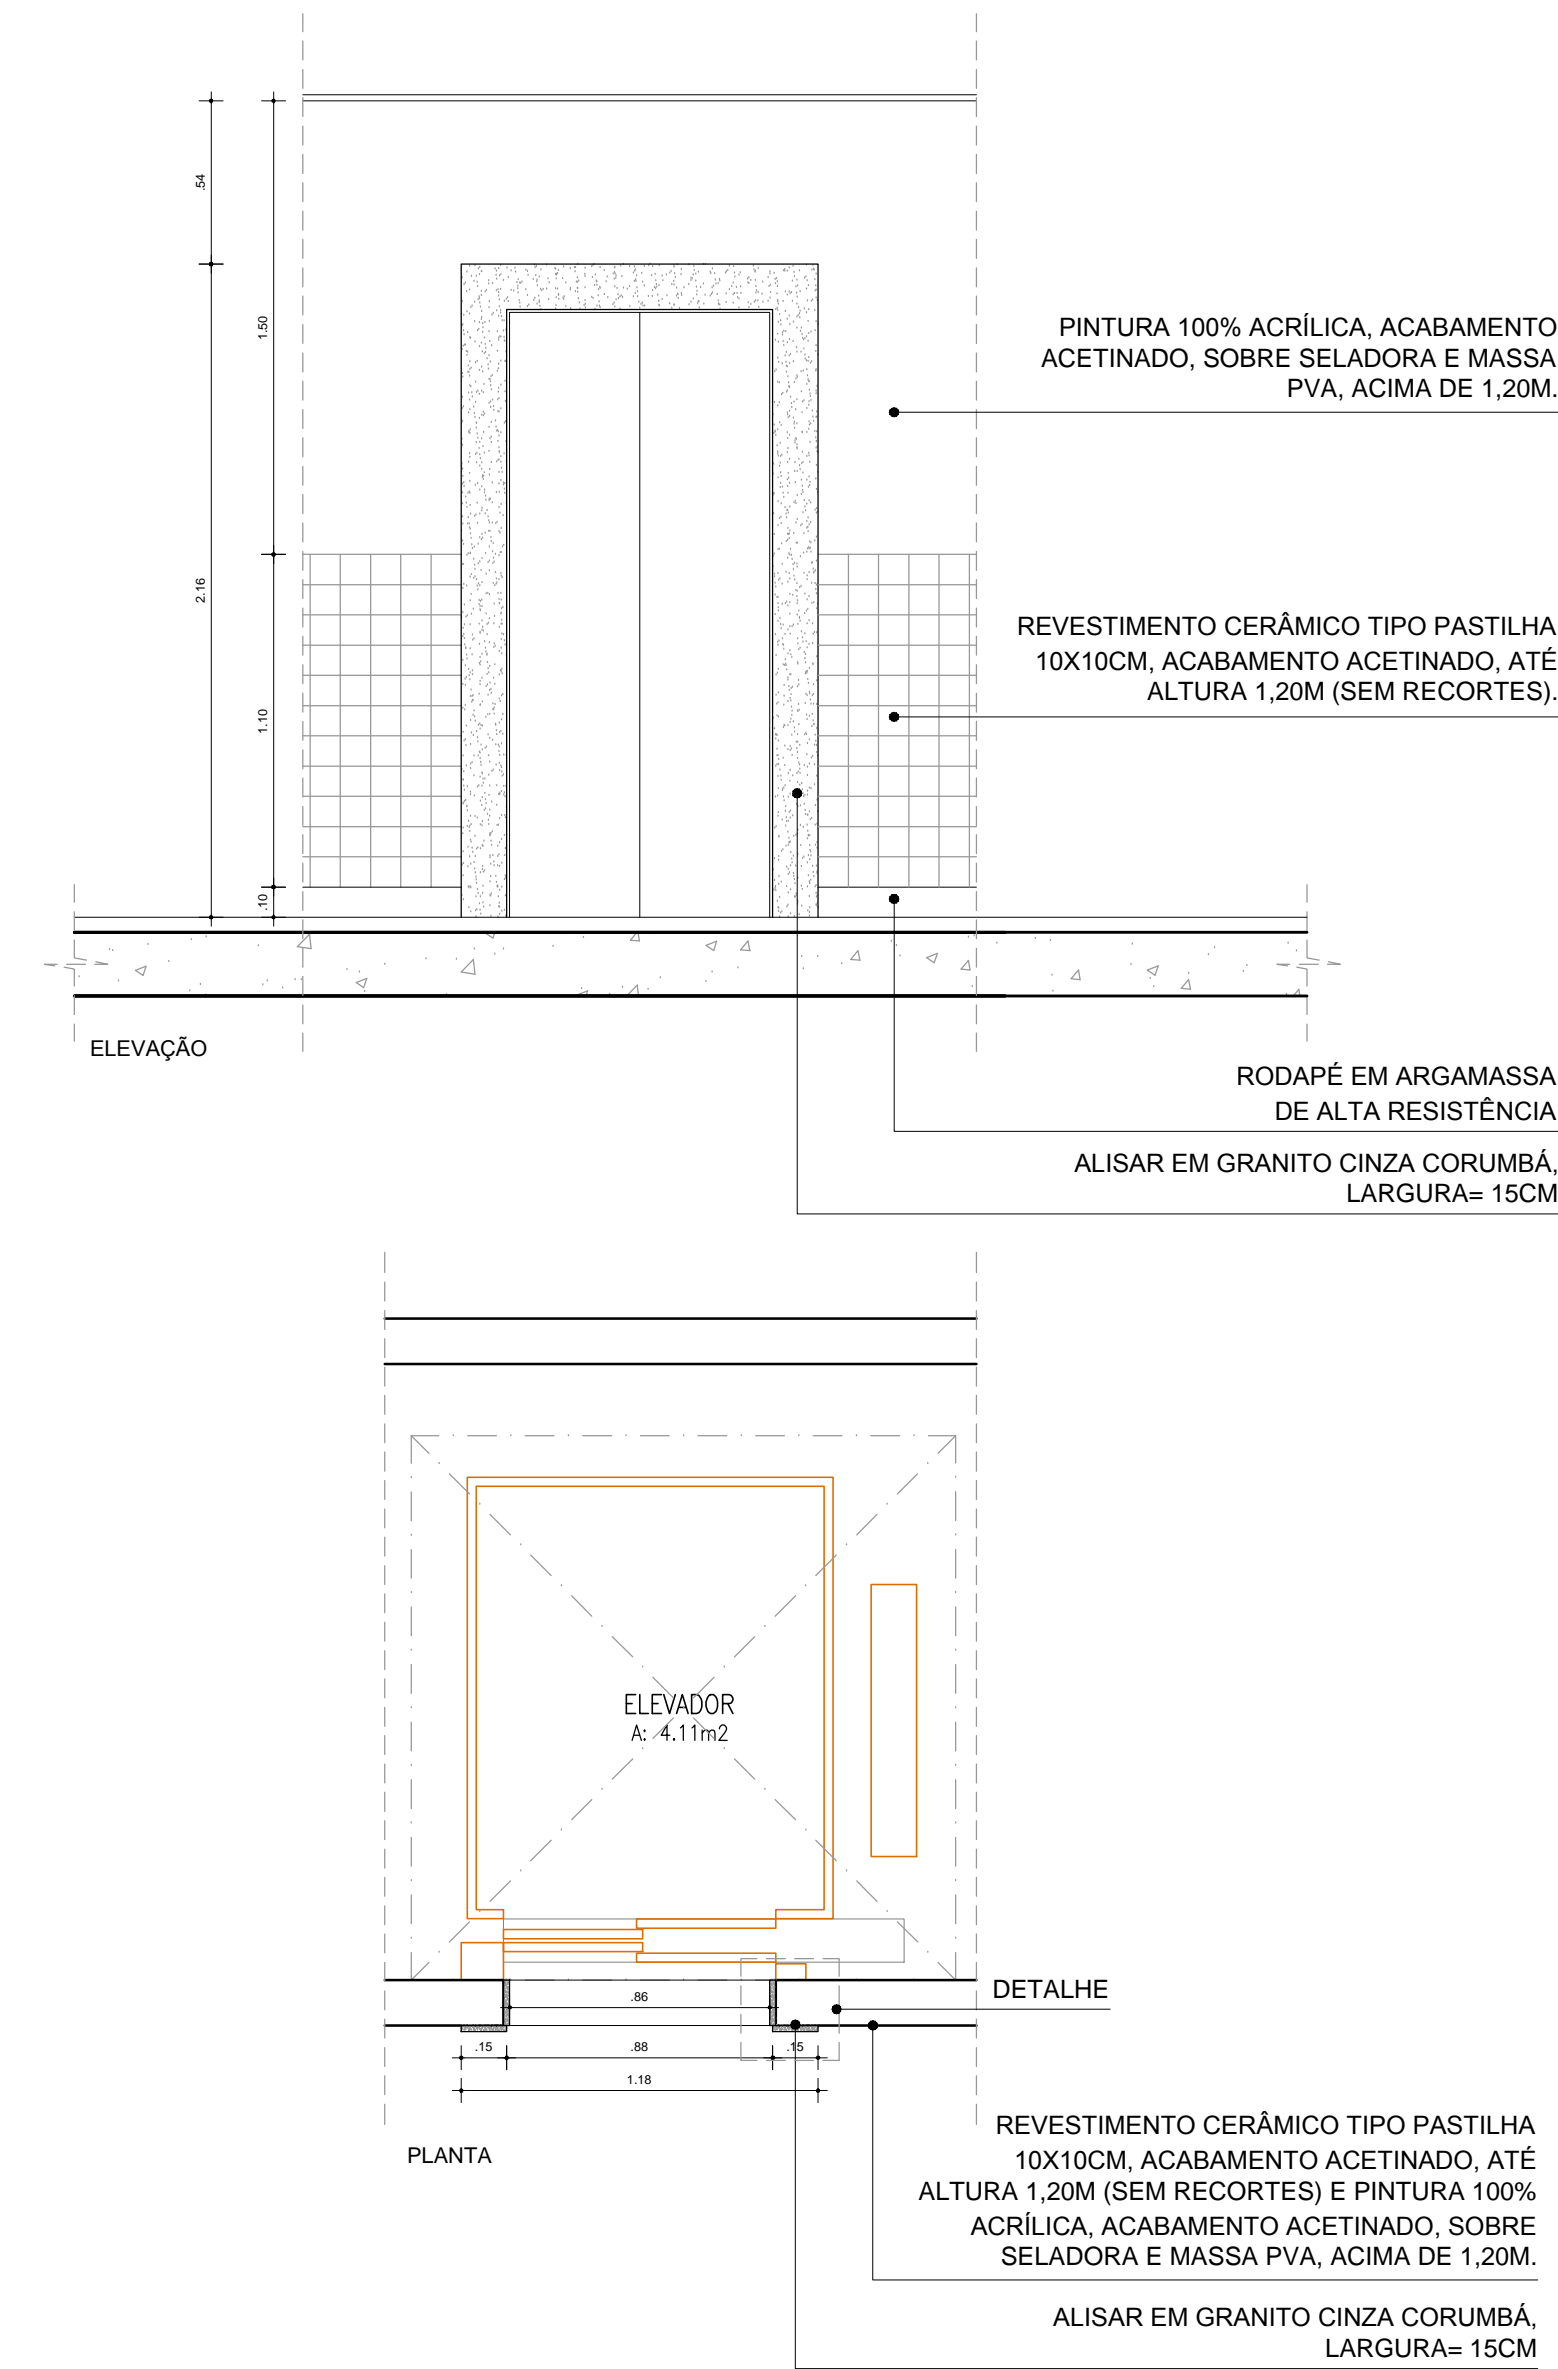 .54
1.50
PINTURA 100% ACRÍLICA, ACABAMENTO
ACETINADO, SOBRE SELADORA E MASSA
PVA, ACIMA DE 1,20M.
2.16
REVESTIMENTO CERÂMICO TIPO PASTILHA
10X10CM, ACABAMENTO ACETINADO, ATÉ
ALTURA 1,20M (SEM RECORTES).
1.10
.10
ELEVAÇÃO
RODAPÉ EM ARGAMASSA
DE ALTA RESISTÊNCIA
ALISAR EM GRANITO CINZA CORUMBÁ,
LARGURA= 15CM
ELEVADOR
A: 4.11m2
DETALHE
.86
.15
.88
.15
1.18
PLANTA
REVESTIMENTO CERÂMICO TIPO PASTILHA
10X10CM, ACABAMENTO ACETINADO, ATÉ
ALTURA 1,20M (SEM RECORTES) E PINTURA 100%
ACRÍLICA, ACABAMENTO ACETINADO, SOBRE
SELADORA E MASSA PVA, ACIMA DE 1,20M.
ALISAR EM GRANITO CINZA CORUMBÁ,
LARGURA= 15CM